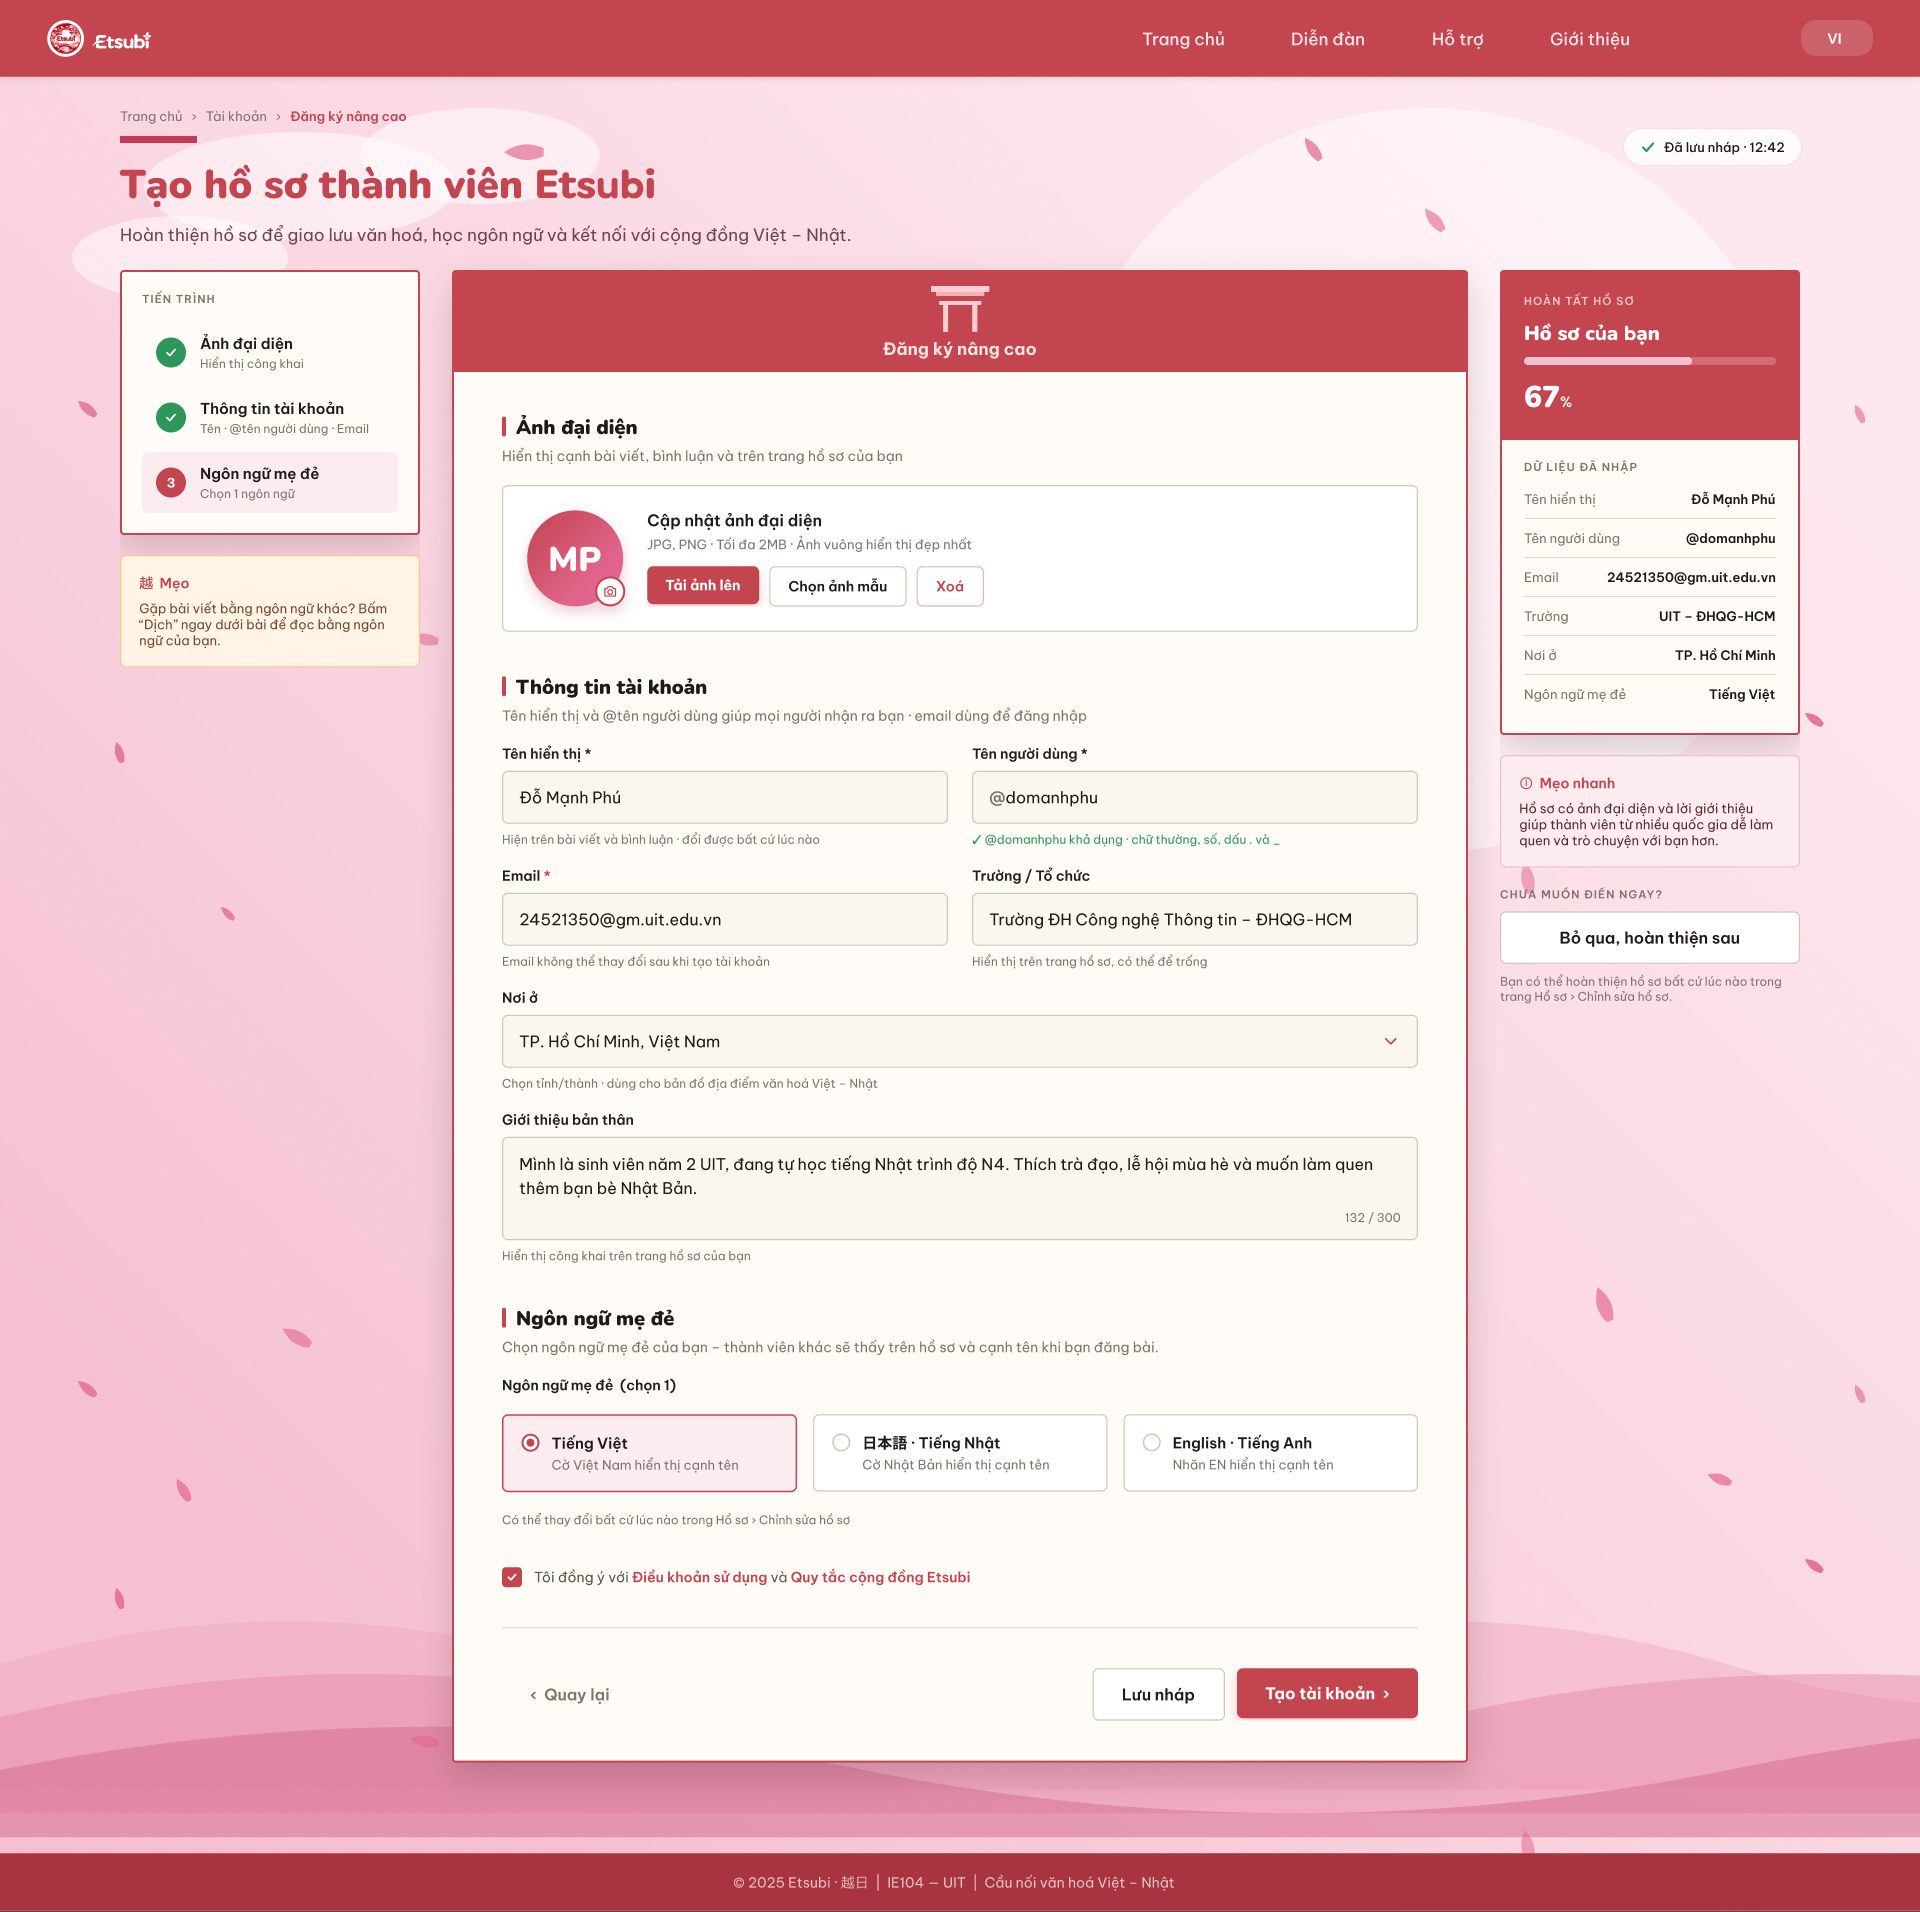 Etsubi
Trang chủ
Diễn đàn
Hỗ trợ
Giới thiệu
VI
Trang chủ › Tài khoản › Đăng ký nâng cao
Đã lưu nháp · 12:42
Tạo hồ sơ thành viên Etsubi
Hoàn thiện hồ sơ để giao lưu văn hoá, học ngôn ngữ và kết nối với cộng đồng Việt – Nhật.
TIẾN TRÌNH
Ảnh đại diện
Hiển thị công khai
Thông tin tài khoản
Tên · @tên người dùng · Email
3
Ngôn ngữ mẹ đẻ
Chọn 1 ngôn ngữ
越 Mẹo
Gặp bài viết bằng ngôn ngữ khác? Bấm
“Dịch” ngay dưới bài để đọc bằng ngôn
ngữ của bạn.
Đăng ký nâng cao
Ảnh đại diện
Hiển thị cạnh bài viết, bình luận và trên trang hồ sơ của bạn
MP
Cập nhật ảnh đại diện
JPG, PNG · Tối đa 2MB · Ảnh vuông hiển thị đẹp nhất
Tải ảnh lên
Chọn ảnh mẫu
Xoá
Thông tin tài khoản
Tên hiển thị và @tên người dùng giúp mọi người nhận ra bạn · email dùng để đăng nhập
Tên hiển thị *
Tên người dùng *
Đỗ Mạnh Phú
@domanhphu
Hiện trên bài viết và bình luận · đổi được bất cứ lúc nào
✓ @domanhphu khả dụng · chữ thường, số, dấu . và _
Email *
Trường / Tổ chức
24521350@gm.uit.edu.vn
Trường ĐH Công nghệ Thông tin – ĐHQG-HCM
Email không thể thay đổi sau khi tạo tài khoản
Hiển thị trên trang hồ sơ, có thể để trống
Nơi ở
TP. Hồ Chí Minh, Việt Nam
Chọn tỉnh/thành · dùng cho bản đồ địa điểm văn hoá Việt – Nhật
Giới thiệu bản thân
Mình là sinh viên năm 2 UIT, đang tự học tiếng Nhật trình độ N4. Thích trà đạo, lễ hội mùa hè và muốn làm quen
thêm bạn bè Nhật Bản.
132 / 300
Hiển thị công khai trên trang hồ sơ của bạn
Ngôn ngữ mẹ đẻ
Chọn ngôn ngữ mẹ đẻ của bạn – thành viên khác sẽ thấy trên hồ sơ và cạnh tên khi bạn đăng bài.
Ngôn ngữ mẹ đẻ (chọn 1)
Tiếng Việt
Cờ Việt Nam hiển thị cạnh tên
日本語 · Tiếng Nhật
Cờ Nhật Bản hiển thị cạnh tên
English · Tiếng Anh
Nhãn EN hiển thị cạnh tên
Có thể thay đổi bất cứ lúc nào trong Hồ sơ › Chỉnh sửa hồ sơ
Tôi đồng ý với Điều khoản sử dụng và Quy tắc cộng đồng Etsubi
‹ Quay lại
Lưu nháp
Tạo tài khoản ›
HOÀN TẤT HỒ SƠ
Hồ sơ của bạn
67%
DỮ LIỆU ĐÃ NHẬP
Tên hiển thị
Đỗ Mạnh Phú
Tên người dùng
@domanhphu
Email
24521350@gm.uit.edu.vn
Trường
UIT – ĐHQG-HCM
Nơi ở
TP. Hồ Chí Minh
Ngôn ngữ mẹ đẻ
Tiếng Việt
Mẹo nhanh
Hồ sơ có ảnh đại diện và lời giới thiệu
giúp thành viên từ nhiều quốc gia dễ làm
quen và trò chuyện với bạn hơn.
CHƯA MUỐN ĐIỀN NGAY?
Bỏ qua, hoàn thiện sau
Bạn có thể hoàn thiện hồ sơ bất cứ lúc nào trong
trang Hồ sơ › Chỉnh sửa hồ sơ.
© 2025 Etsubi · 越日 | IE104 — UIT | Cầu nối văn hoá Việt – Nhật